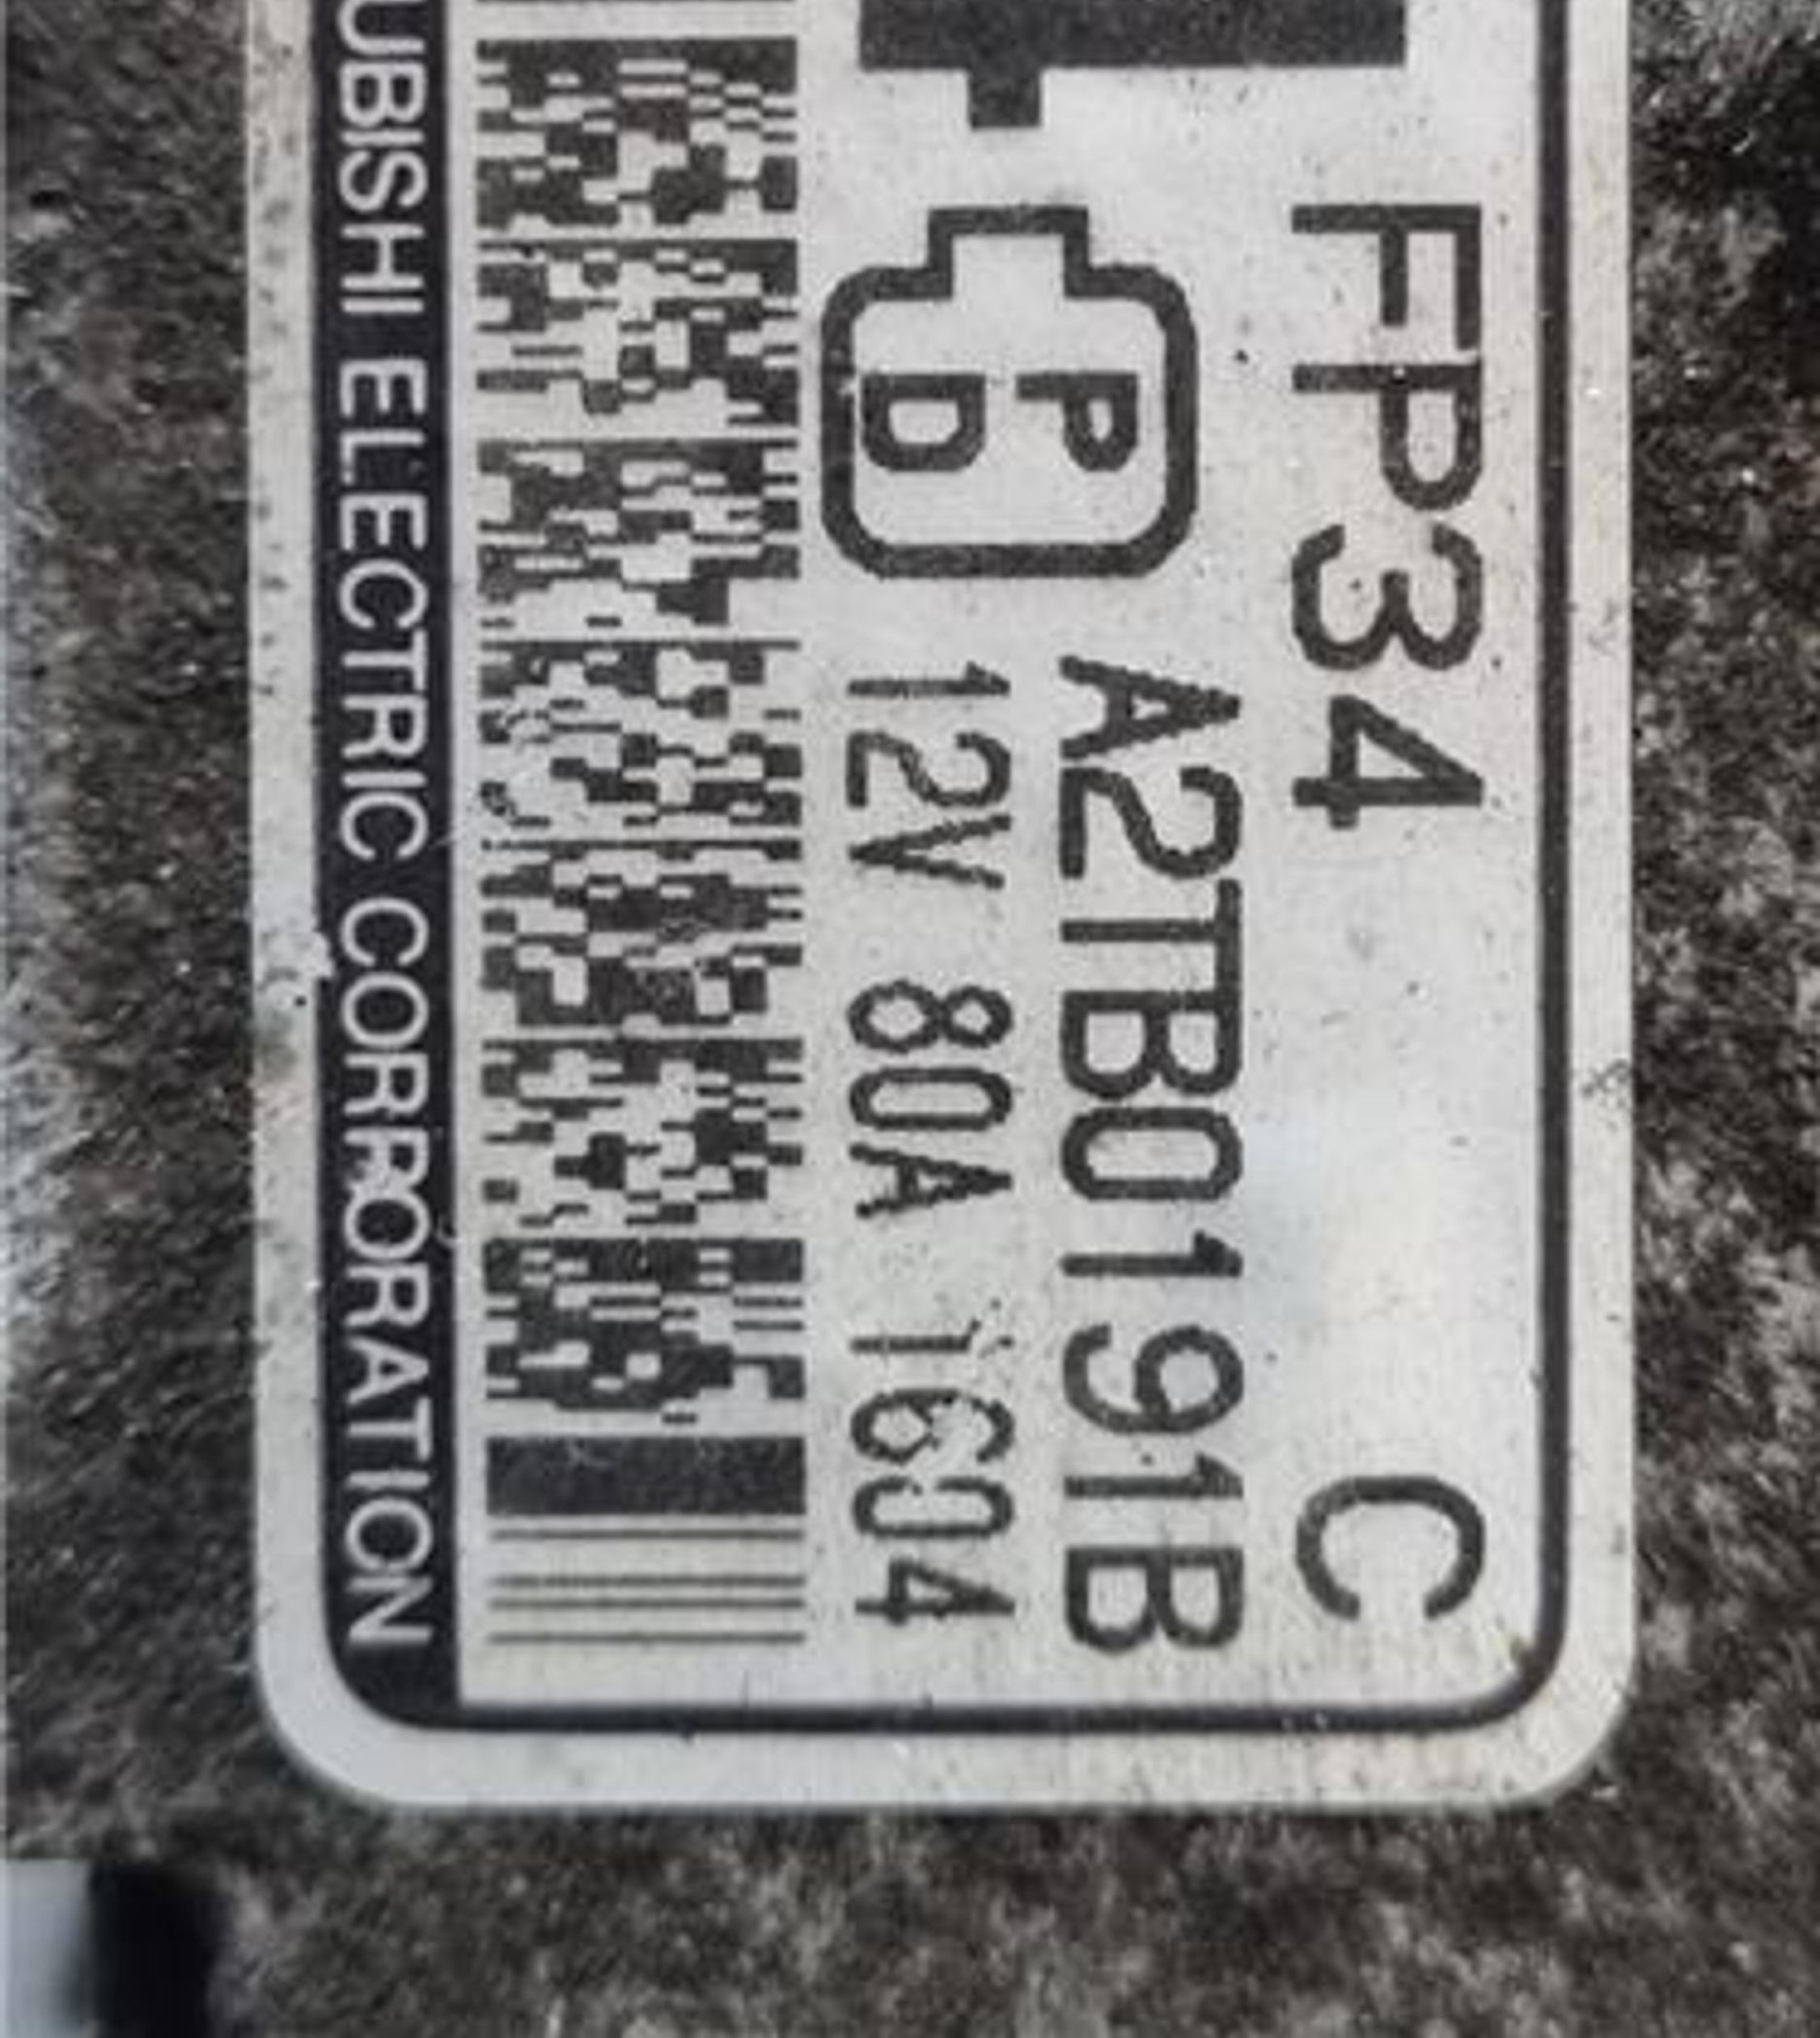 FP34 C
A2TB0191B
P D
12V 80A 1604
UBISHI ELECTRIC CORPORATION